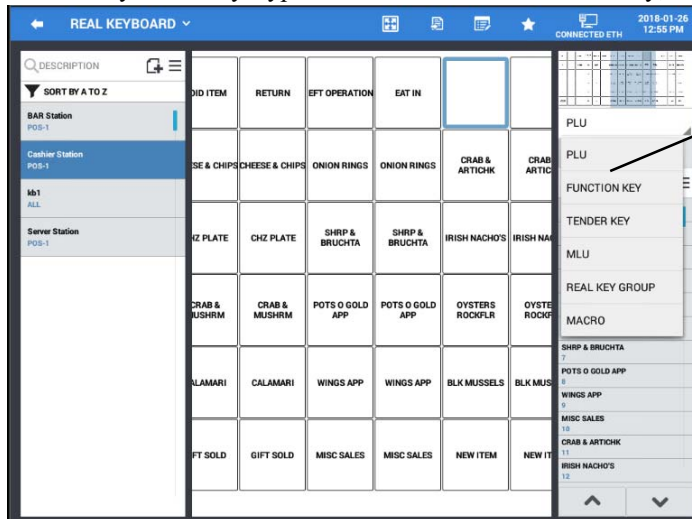 REAL KEYBOARD
CONNECTED ETH
2018-01-26
12:55 PM
DESCRIPTION
SORT BY A TO Z
BAR Station
POS-1
Cashier Station
POS-1
kb1
ALL
Server Station
POS-1
OID ITEM
RETURN
EFT OPERATION
EAT IN
ESE & CHIPS
CHEESE & CHIPS
ONION RINGS
ONION RINGS
CRAB &
ARTICHK
CRAB
ARTIC
HZ PLATE
CHZ PLATE
SHRP &
BRUCHTA
SHRP &
BRUCHTA
IRISH NACHO'S
IRISH NA
CRAB &
MUSHRM
CRAB &
MUSHRM
POTS O GOLD
APP
POTS O GOLD
APP
OYSTERS
ROCKFLR
OYSTE
ROCKF
ALAMARI
CALAMARI
WINGS APP
WINGS APP
BLK MUSSELS
BLK MUS
FT SOLD
GIFT SOLD
MISC SALES
MISC SALES
NEW ITEM
NEW IT
PLU
PLU
FUNCTION KEY
TENDER KEY
MLU
REAL KEY GROUP
MACRO
SHRP & BRUCHTA
7
POTS O GOLD APP
8
WINGS APP
9
MISC SALES
10
CRAB & ARTICHK
11
IRISH NACHO'S
12